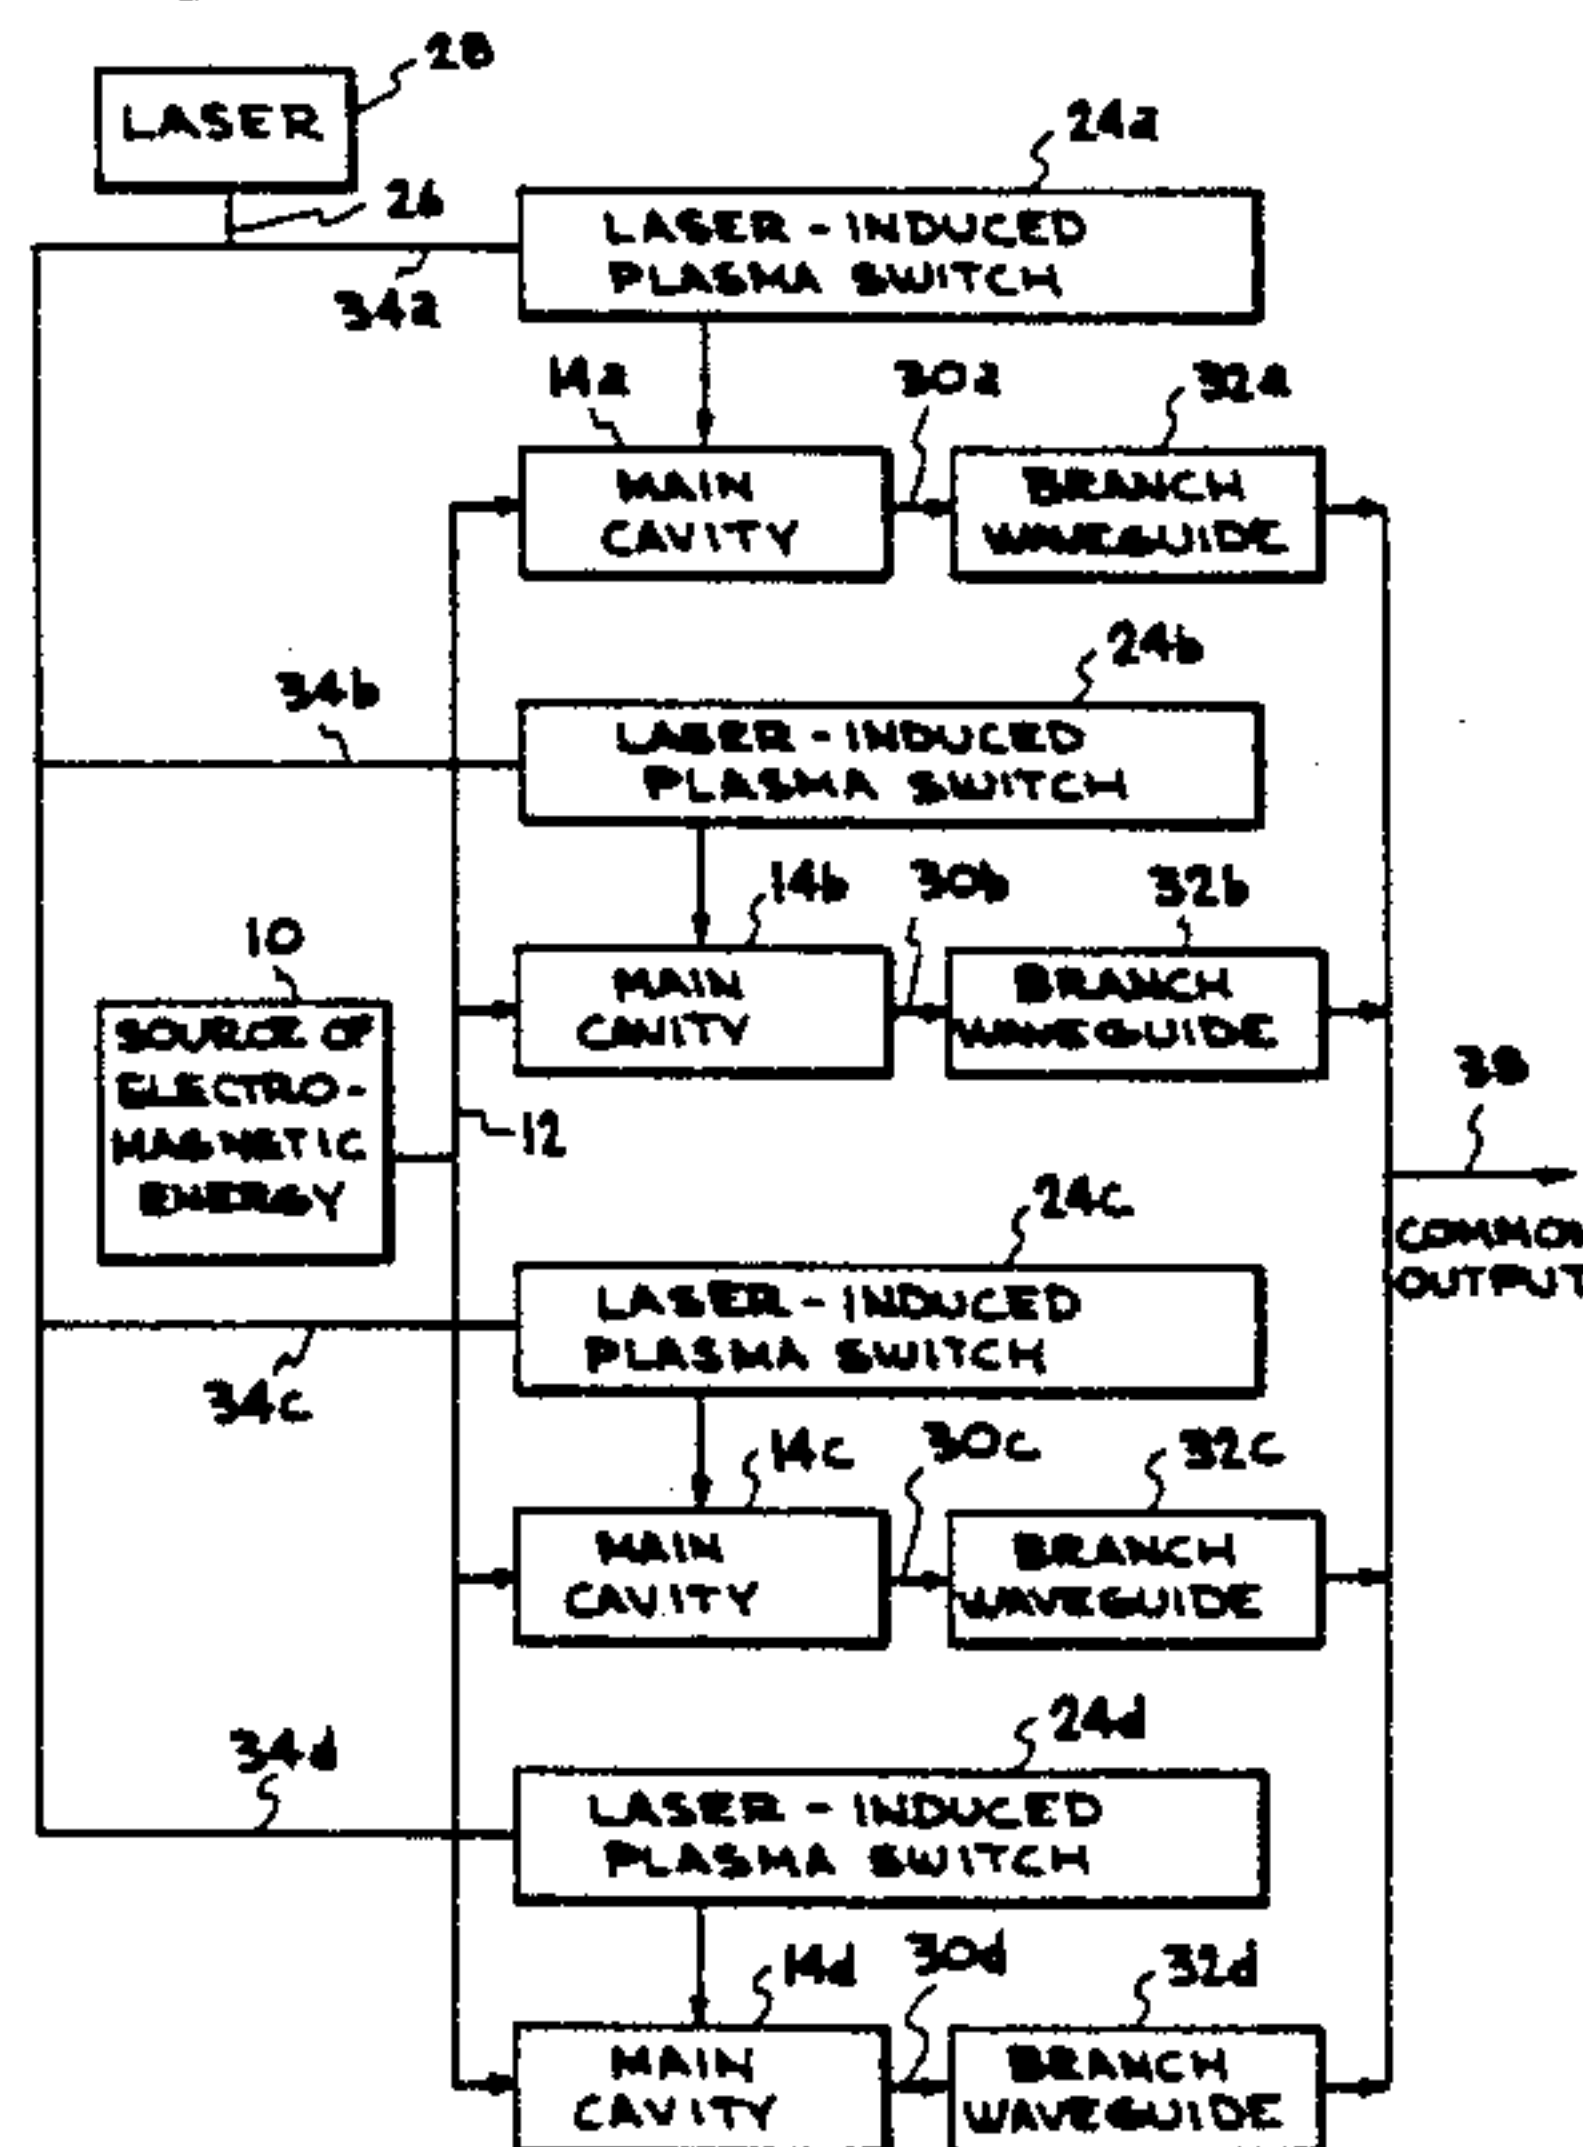 28
LASER
24a
26
LASER - INDUCED
PLASMA SWITCH
34a
14a
30a
32a
MAIN
CAVITY
BRANCH
WAVEGUIDE
24b
34b
LASER - INDUCED
PLASMA SWITCH
14b
30b
32b
10
MAIN
CAVITY
BRANCH
WAVEGUIDE
SOURCE OF
ELECTRO-
MAGNETIC
ENERGY
12
38
24c
COMMON
OUTPUT
LASER - INDUCED
PLASMA SWITCH
34c
14c
30c
32c
MAIN
CAVITY
BRANCH
WAVEGUIDE
24d
34d
LASER - INDUCED
PLASMA SWITCH
14d
30d
32d
MAIN
CAVITY
BRANCH
WAVEGUIDE